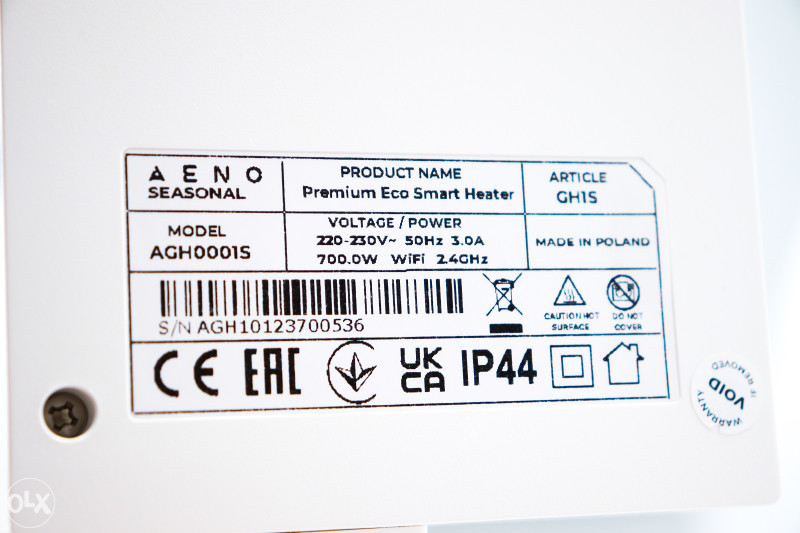 AENO
SEASONAL
PRODUCT NAME
Premium Eco Smart Heater
ARTICLE
GH1S
MODEL
AGH0001S
VOLTAGE / POWER
220-230V~ 50Hz 3.0A
700.0W WiFi 2.4GHz
MADE IN POLAND
S/N AGH10123700536
CAUTION HOT
SURFACE
DO NOT
COVER
CE EAC UK
CA IP44
WARRANTY
VOID
IF REMOVED
OLX